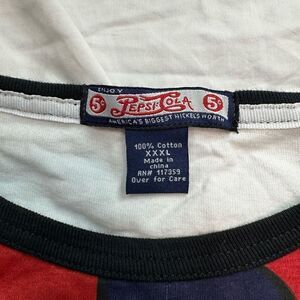 ENJOY
5¢ PEPSI-COLA 5¢
AMERICA'S BIGGEST NICKEL'S WORTH
100% Cotton
XXXL
Made in
china
RN# 117359
Over for Care